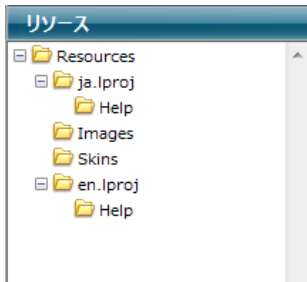 リソース
Resources
ja.lproj
Help
Images
Skins
en.lproj
Help